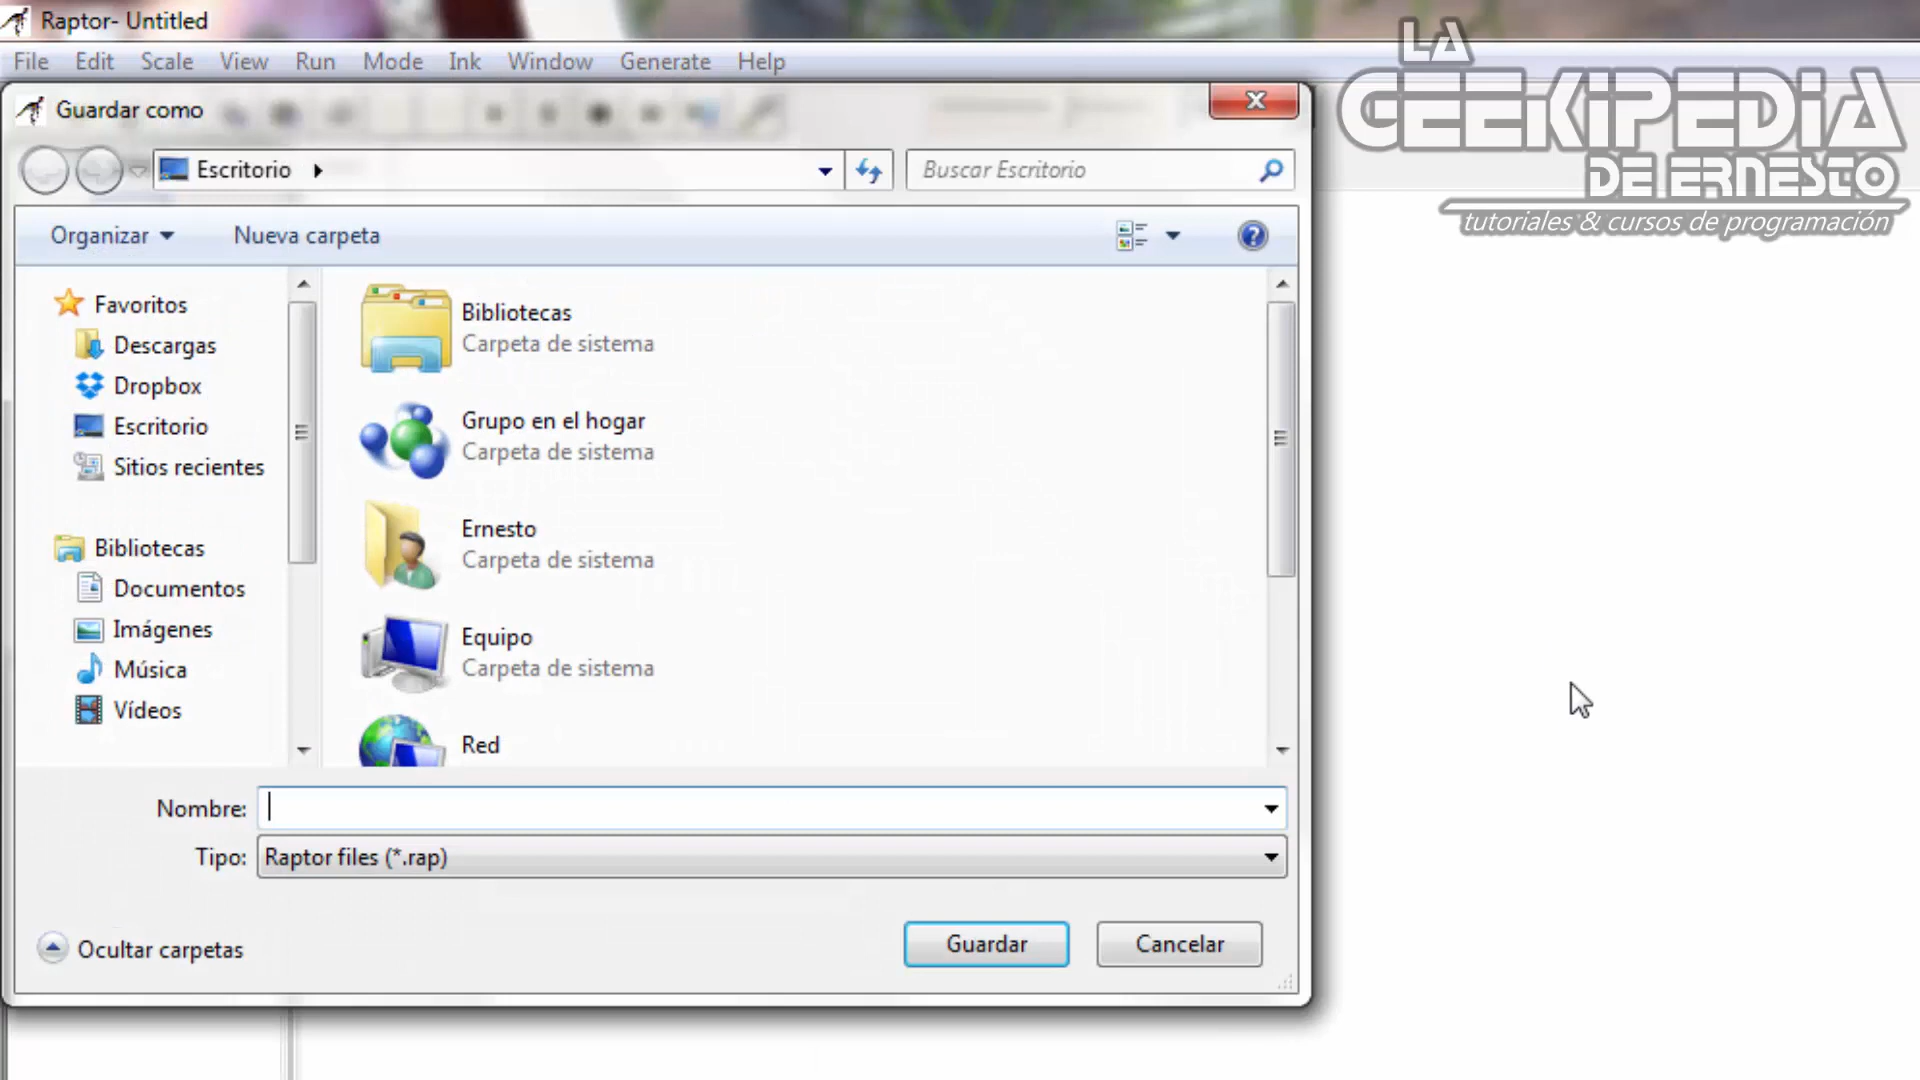 Raptor- Untitled
File Edit Scale View Run Mode Ink Window Generate Help
LA
GEEKIPEDIA
DE ERNESTO
tutoriales & cursos de programación
Guardar como
Escritorio
Buscar Escritorio
Organizar
Nueva carpeta
Favoritos
Descargas
Dropbox
Escritorio
Sitios recientes
Bibliotecas
Documentos
Imágenes
Música
Vídeos
Bibliotecas
Carpeta de sistema
Grupo en el hogar
Carpeta de sistema
Ernesto
Carpeta de sistema
Equipo
Carpeta de sistema
Red
Nombre:
Tipo: Raptor files (*.rap)
Ocultar carpetas
Guardar
Cancelar